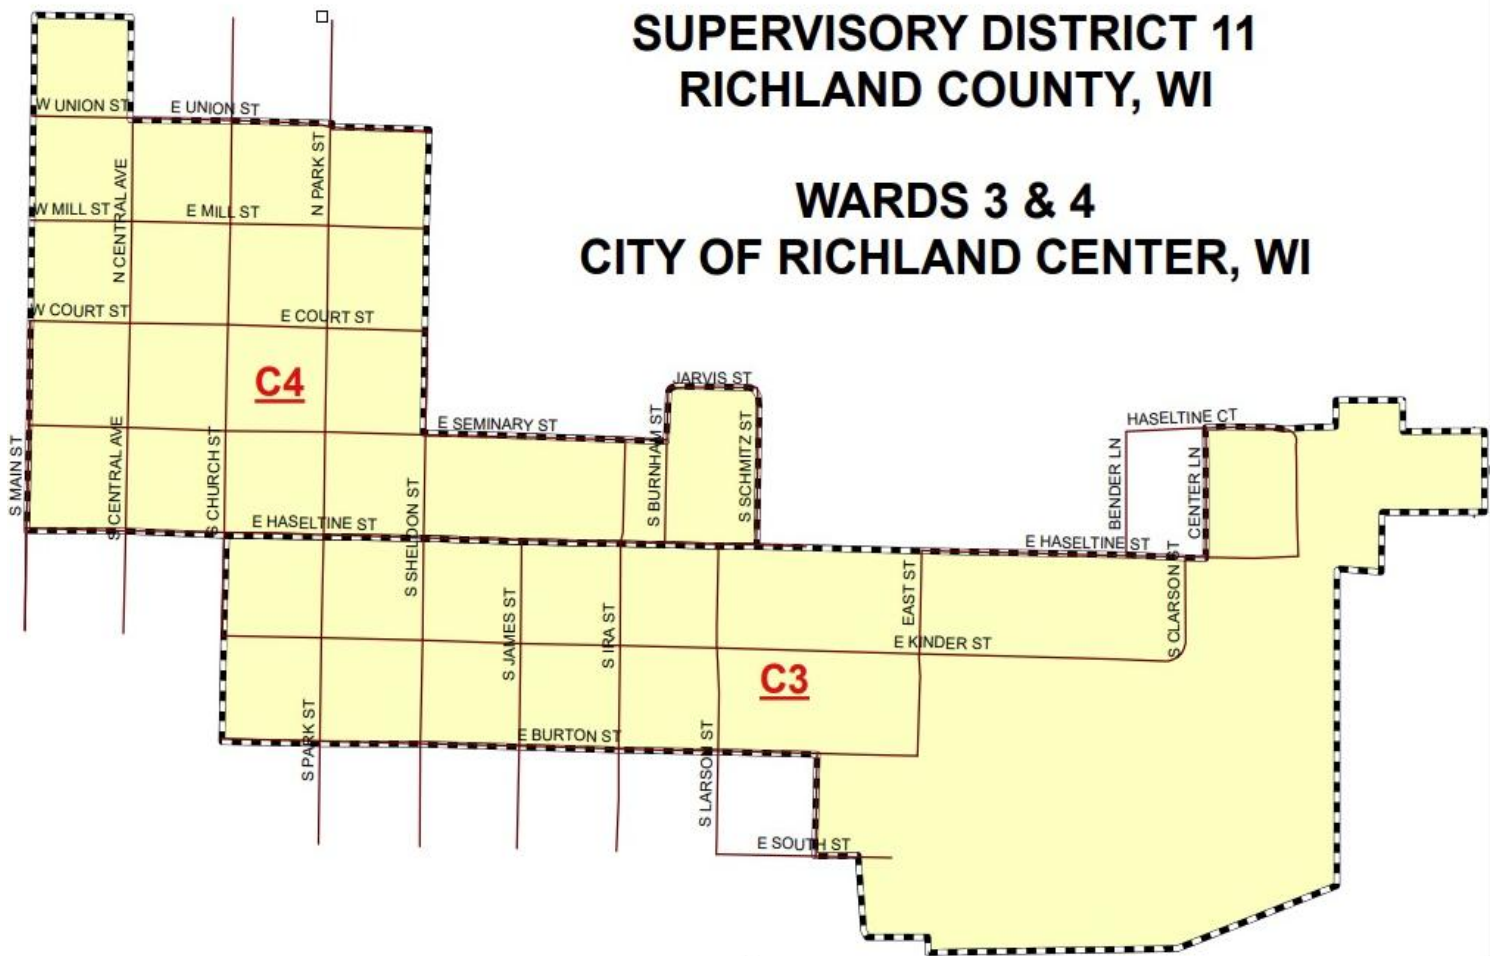 SUPERVISORY DISTRICT 11
RICHLAND COUNTY, WI
WARDS 3 & 4
CITY OF RICHLAND CENTER, WI
W UNION ST
E UNION ST
N PARK ST
N CENTRAL AVE
W MILL ST
E MILL ST
W COURT ST
E COURT ST
C4
JARVIS ST
E SEMINARY ST
HASELTINE CT
S MAIN ST
S CENTRAL AVE
S CHURCH ST
S SHELDON ST
S BURNHAM ST
S SCHMITZ ST
BENDER LN
CENTER LN
E HASELTINE ST
E HASELTINE ST
S JAMES ST
S IRA ST
EAST ST
S CLARSON ST
E KINDER ST
C3
S PARK ST
E BURTON ST
S LARSON ST
E SOUTH ST